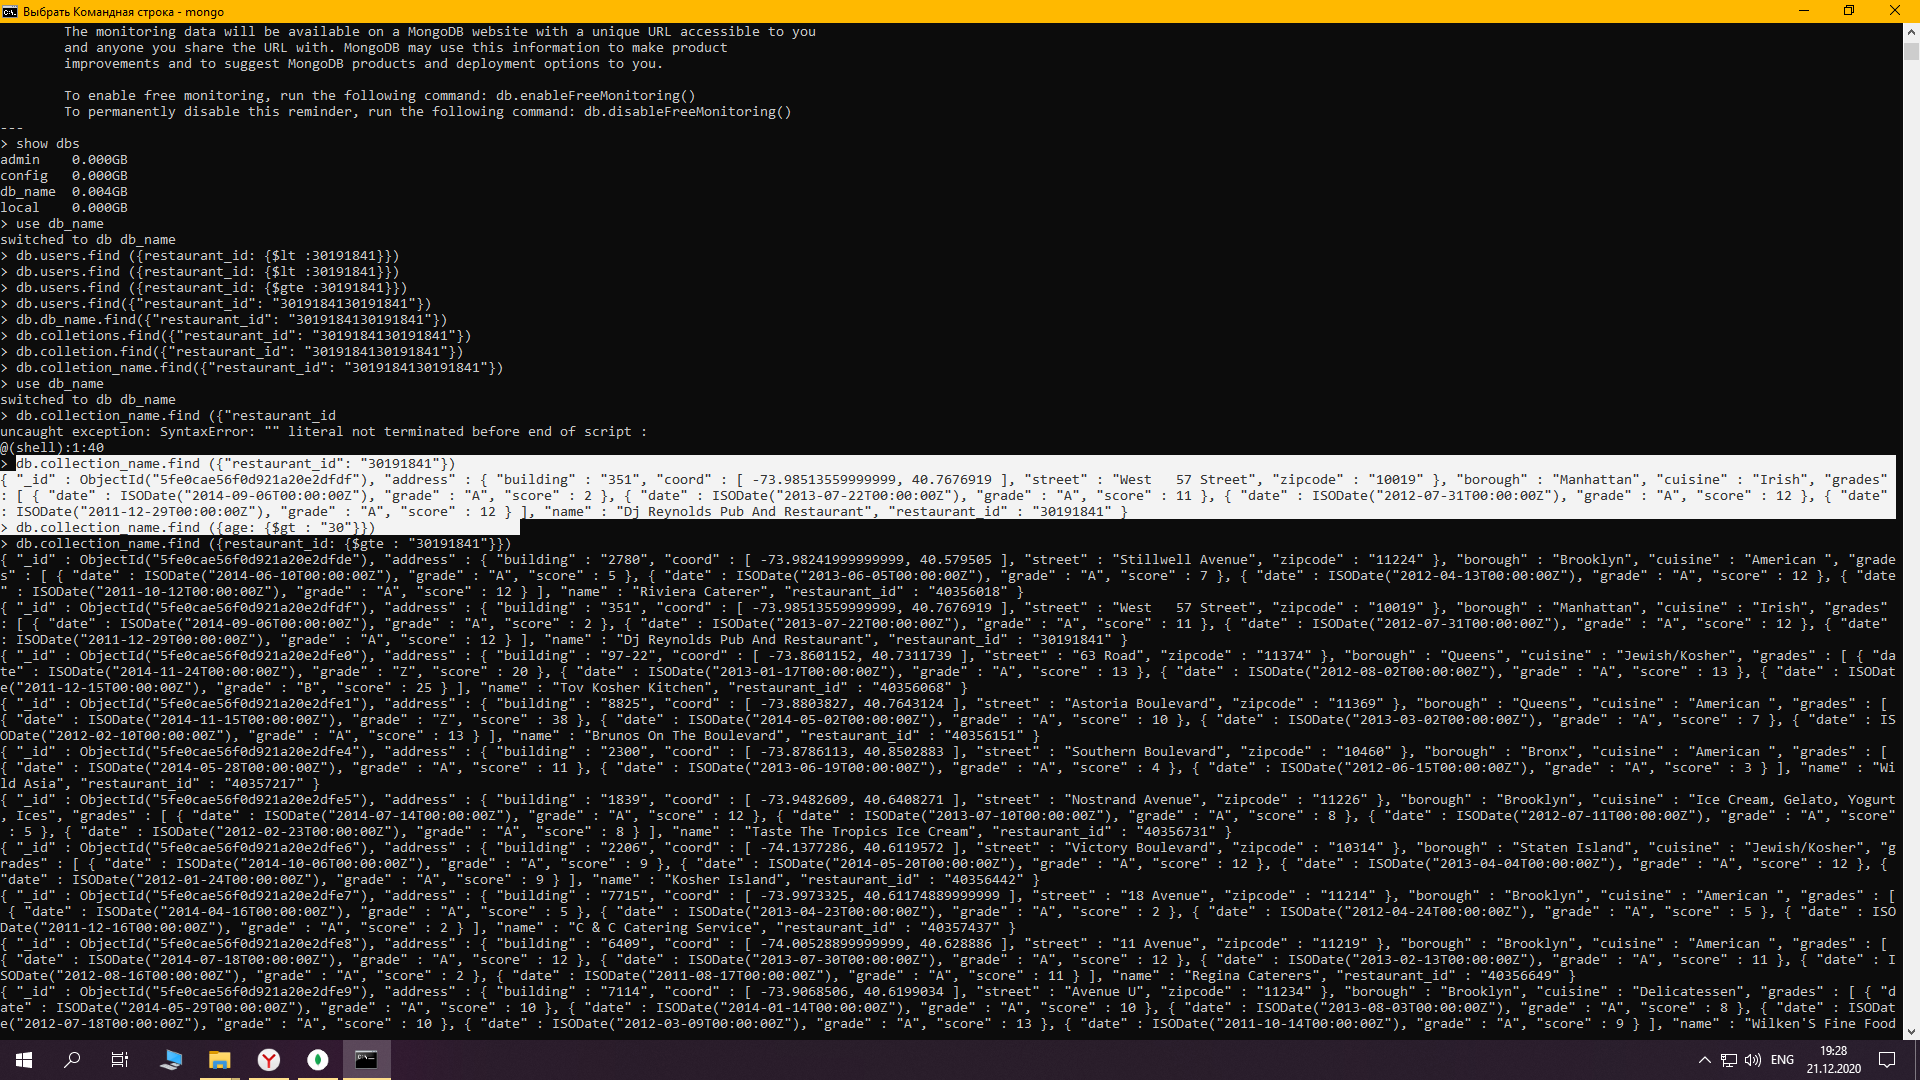 Выбрать Командная строка - mongo
        The monitoring data will be available on a MongoDB website with a unique URL accessible to you
        and anyone you share the URL with. MongoDB may use this information to make product
        improvements and to suggest MongoDB products and deployment options to you.

        To enable free monitoring, run the following command: db.enableFreeMonitoring()
        To permanently disable this reminder, run the following command: db.disableFreeMonitoring()
---
> show dbs
admin    0.000GB
config   0.000GB
db_name  0.004GB
local    0.000GB
> use db_name
switched to db db_name
> db.users.find ({restaurant_id: {$lt :30191841}})
> db.users.find ({restaurant_id: {$lt :30191841}})
> db.users.find ({restaurant_id: {$gte :30191841}})
> db.users.find({"restaurant_id": "3019184130191841"})
> db.db_name.find({"restaurant_id": "3019184130191841"})
> db.colletions.find({"restaurant_id": "3019184130191841"})
> db.colletion.find({"restaurant_id": "3019184130191841"})
> db.colletion_name.find({"restaurant_id": "3019184130191841"})
> use db_name
switched to db db_name
> db.collection_name.find ({"restaurant_id
uncaught exception: SyntaxError: "" literal not terminated before end of script :
@(shell):1:40
> db.collection_name.find ({"restaurant_id": "30191841"})
{ "_id" : ObjectId("5fe0cae56f0d921a20e2dfdf"), "address" : { "building" : "351", "coord" : [ -73.98513559999999, 40.7676919 ], "street" : "West   57 Street", "zipcode" : "10019" }, "borough" : "Manhattan", "cuisine" : "Irish", "grades"
: [ { "date" : ISODate("2014-09-06T00:00:00Z"), "grade" : "A", "score" : 2 }, { "date" : ISODate("2013-07-22T00:00:00Z"), "grade" : "A", "score" : 11 }, { "date" : ISODate("2012-07-31T00:00:00Z"), "grade" : "A", "score" : 12 }, { "date"
: ISODate("2011-12-29T00:00:00Z"), "grade" : "A", "score" : 12 } ], "name" : "Dj Reynolds Pub And Restaurant", "restaurant_id" : "30191841" }
> db.collection_name.find ({age: {$gt : "30"}})
> db.collection_name.find ({restaurant_id: {$gte : "30191841"}})
{ "_id" : ObjectId("5fe0cae56f0d921a20e2dfde"), "address" : { "building" : "2780", "coord" : [ -73.98241999999999, 40.579505 ], "street" : "Stillwell Avenue", "zipcode" : "11224" }, "borough" : "Brooklyn", "cuisine" : "American ", "grade
s" : [ { "date" : ISODate("2014-06-10T00:00:00Z"), "grade" : "A", "score" : 5 }, { "date" : ISODate("2013-06-05T00:00:00Z"), "grade" : "A", "score" : 7 }, { "date" : ISODate("2012-04-13T00:00:00Z"), "grade" : "A", "score" : 12 }, { "date
" : ISODate("2011-10-12T00:00:00Z"), "grade" : "A", "score" : 12 } ], "name" : "Riviera Caterer", "restaurant_id" : "40356018" }
{ "_id" : ObjectId("5fe0cae56f0d921a20e2dfdf"), "address" : { "building" : "351", "coord" : [ -73.98513559999999, 40.7676919 ], "street" : "West   57 Street", "zipcode" : "10019" }, "borough" : "Manhattan", "cuisine" : "Irish", "grades"
: [ { "date" : ISODate("2014-09-06T00:00:00Z"), "grade" : "A", "score" : 2 }, { "date" : ISODate("2013-07-22T00:00:00Z"), "grade" : "A", "score" : 11 }, { "date" : ISODate("2012-07-31T00:00:00Z"), "grade" : "A", "score" : 12 }, { "date"
: ISODate("2011-12-29T00:00:00Z"), "grade" : "A", "score" : 12 } ], "name" : "Dj Reynolds Pub And Restaurant", "restaurant_id" : "30191841" }
{ "_id" : ObjectId("5fe0cae56f0d921a20e2dfe0"), "address" : { "building" : "97-22", "coord" : [ -73.8601152, 40.7311739 ], "street" : "63 Road", "zipcode" : "11374" }, "borough" : "Queens", "cuisine" : "Jewish/Kosher", "grades" : [ { "da
te" : ISODate("2014-11-24T00:00:00Z"), "grade" : "Z", "score" : 20 }, { "date" : ISODate("2013-01-17T00:00:00Z"), "grade" : "A", "score" : 13 }, { "date" : ISODate("2012-08-02T00:00:00Z"), "grade" : "A", "score" : 13 }, { "date" : ISODat
e("2011-12-15T00:00:00Z"), "grade" : "B", "score" : 25 } ], "name" : "Tov Kosher Kitchen", "restaurant_id" : "40356068" }
{ "_id" : ObjectId("5fe0cae56f0d921a20e2dfe1"), "address" : { "building" : "8825", "coord" : [ -73.8803827, 40.7643124 ], "street" : "Astoria Boulevard", "zipcode" : "11369" }, "borough" : "Queens", "cuisine" : "American ", "grades" : [
{ "date" : ISODate("2014-11-15T00:00:00Z"), "grade" : "Z", "score" : 38 }, { "date" : ISODate("2014-05-02T00:00:00Z"), "grade" : "A", "score" : 10 }, { "date" : ISODate("2013-03-02T00:00:00Z"), "grade" : "A", "score" : 7 }, { "date" : IS
ODate("2012-02-10T00:00:00Z"), "grade" : "A", "score" : 13 } ], "name" : "Brunos On The Boulevard", "restaurant_id" : "40356151" }
{ "_id" : ObjectId("5fe0cae56f0d921a20e2dfe4"), "address" : { "building" : "2300", "coord" : [ -73.8786113, 40.8502883 ], "street" : "Southern Boulevard", "zipcode" : "10460" }, "borough" : "Bronx", "cuisine" : "American ", "grades" : [
{ "date" : ISODate("2014-05-28T00:00:00Z"), "grade" : "A", "score" : 11 }, { "date" : ISODate("2013-06-19T00:00:00Z"), "grade" : "A", "score" : 4 }, { "date" : ISODate("2012-06-15T00:00:00Z"), "grade" : "A", "score" : 3 } ], "name" : "Wi
ld Asia", "restaurant_id" : "40357217" }
{ "_id" : ObjectId("5fe0cae56f0d921a20e2dfe5"), "address" : { "building" : "1839", "coord" : [ -73.9482609, 40.6408271 ], "street" : "Nostrand Avenue", "zipcode" : "11226" }, "borough" : "Brooklyn", "cuisine" : "Ice Cream, Gelato, Yogurt
, Ices", "grades" : [ { "date" : ISODate("2014-07-14T00:00:00Z"), "grade" : "A", "score" : 12 }, { "date" : ISODate("2013-07-10T00:00:00Z"), "grade" : "A", "score" : 8 }, { "date" : ISODate("2012-07-11T00:00:00Z"), "grade" : "A", "score"
 : 5 }, { "date" : ISODate("2012-02-23T00:00:00Z"), "grade" : "A", "score" : 8 } ], "name" : "Taste The Tropics Ice Cream", "restaurant_id" : "40356731" }
{ "_id" : ObjectId("5fe0cae56f0d921a20e2dfe6"), "address" : { "building" : "2206", "coord" : [ -74.1377286, 40.6119572 ], "street" : "Victory Boulevard", "zipcode" : "10314" }, "borough" : "Staten Island", "cuisine" : "Jewish/Kosher", "g
rades" : [ { "date" : ISODate("2014-10-06T00:00:00Z"), "grade" : "A", "score" : 9 }, { "date" : ISODate("2014-05-20T00:00:00Z"), "grade" : "A", "score" : 12 }, { "date" : ISODate("2013-04-04T00:00:00Z"), "grade" : "A", "score" : 12 }, {
"date" : ISODate("2012-01-24T00:00:00Z"), "grade" : "A", "score" : 9 } ], "name" : "Kosher Island", "restaurant_id" : "40356442" }
{ "_id" : ObjectId("5fe0cae56f0d921a20e2dfe7"), "address" : { "building" : "7715", "coord" : [ -73.9973325, 40.61174889999999 ], "street" : "18 Avenue", "zipcode" : "11214" }, "borough" : "Brooklyn", "cuisine" : "American ", "grades" : [
 { "date" : ISODate("2014-04-16T00:00:00Z"), "grade" : "A", "score" : 5 }, { "date" : ISODate("2013-04-23T00:00:00Z"), "grade" : "A", "score" : 2 }, { "date" : ISODate("2012-04-24T00:00:00Z"), "grade" : "A", "score" : 5 }, { "date" : ISO
Date("2011-12-16T00:00:00Z"), "grade" : "A", "score" : 2 } ], "name" : "C & C Catering Service", "restaurant_id" : "40357437" }
{ "_id" : ObjectId("5fe0cae56f0d921a20e2dfe8"), "address" : { "building" : "6409", "coord" : [ -74.00528899999999, 40.628886 ], "street" : "11 Avenue", "zipcode" : "11219" }, "borough" : "Brooklyn", "cuisine" : "American ", "grades" : [
{ "date" : ISODate("2014-07-18T00:00:00Z"), "grade" : "A", "score" : 12 }, { "date" : ISODate("2013-07-30T00:00:00Z"), "grade" : "A", "score" : 12 }, { "date" : ISODate("2013-02-13T00:00:00Z"), "grade" : "A", "score" : 11 }, { "date" : I
SODate("2012-08-16T00:00:00Z"), "grade" : "A", "score" : 2 }, { "date" : ISODate("2011-08-17T00:00:00Z"), "grade" : "A", "score" : 11 } ], "name" : "Regina Caterers", "restaurant_id" : "40356649" }
{ "_id" : ObjectId("5fe0cae56f0d921a20e2dfe9"), "address" : { "building" : "7114", "coord" : [ -73.9068506, 40.6199034 ], "street" : "Avenue U", "zipcode" : "11234" }, "borough" : "Brooklyn", "cuisine" : "Delicatessen", "grades" : [ { "d
ate" : ISODate("2014-05-29T00:00:00Z"), "grade" : "A", "score" : 10 }, { "date" : ISODate("2014-01-14T00:00:00Z"), "grade" : "A", "score" : 10 }, { "date" : ISODate("2013-08-03T00:00:00Z"), "grade" : "A", "score" : 8 }, { "date" : ISODat
e("2012-07-18T00:00:00Z"), "grade" : "A", "score" : 10 }, { "date" : ISODate("2012-03-09T00:00:00Z"), "grade" : "A", "score" : 13 }, { "date" : ISODate("2011-10-14T00:00:00Z"), "grade" : "A", "score" : 9 } ], "name" : "Wilken'S Fine Food
ENG
19:28
21.12.2020